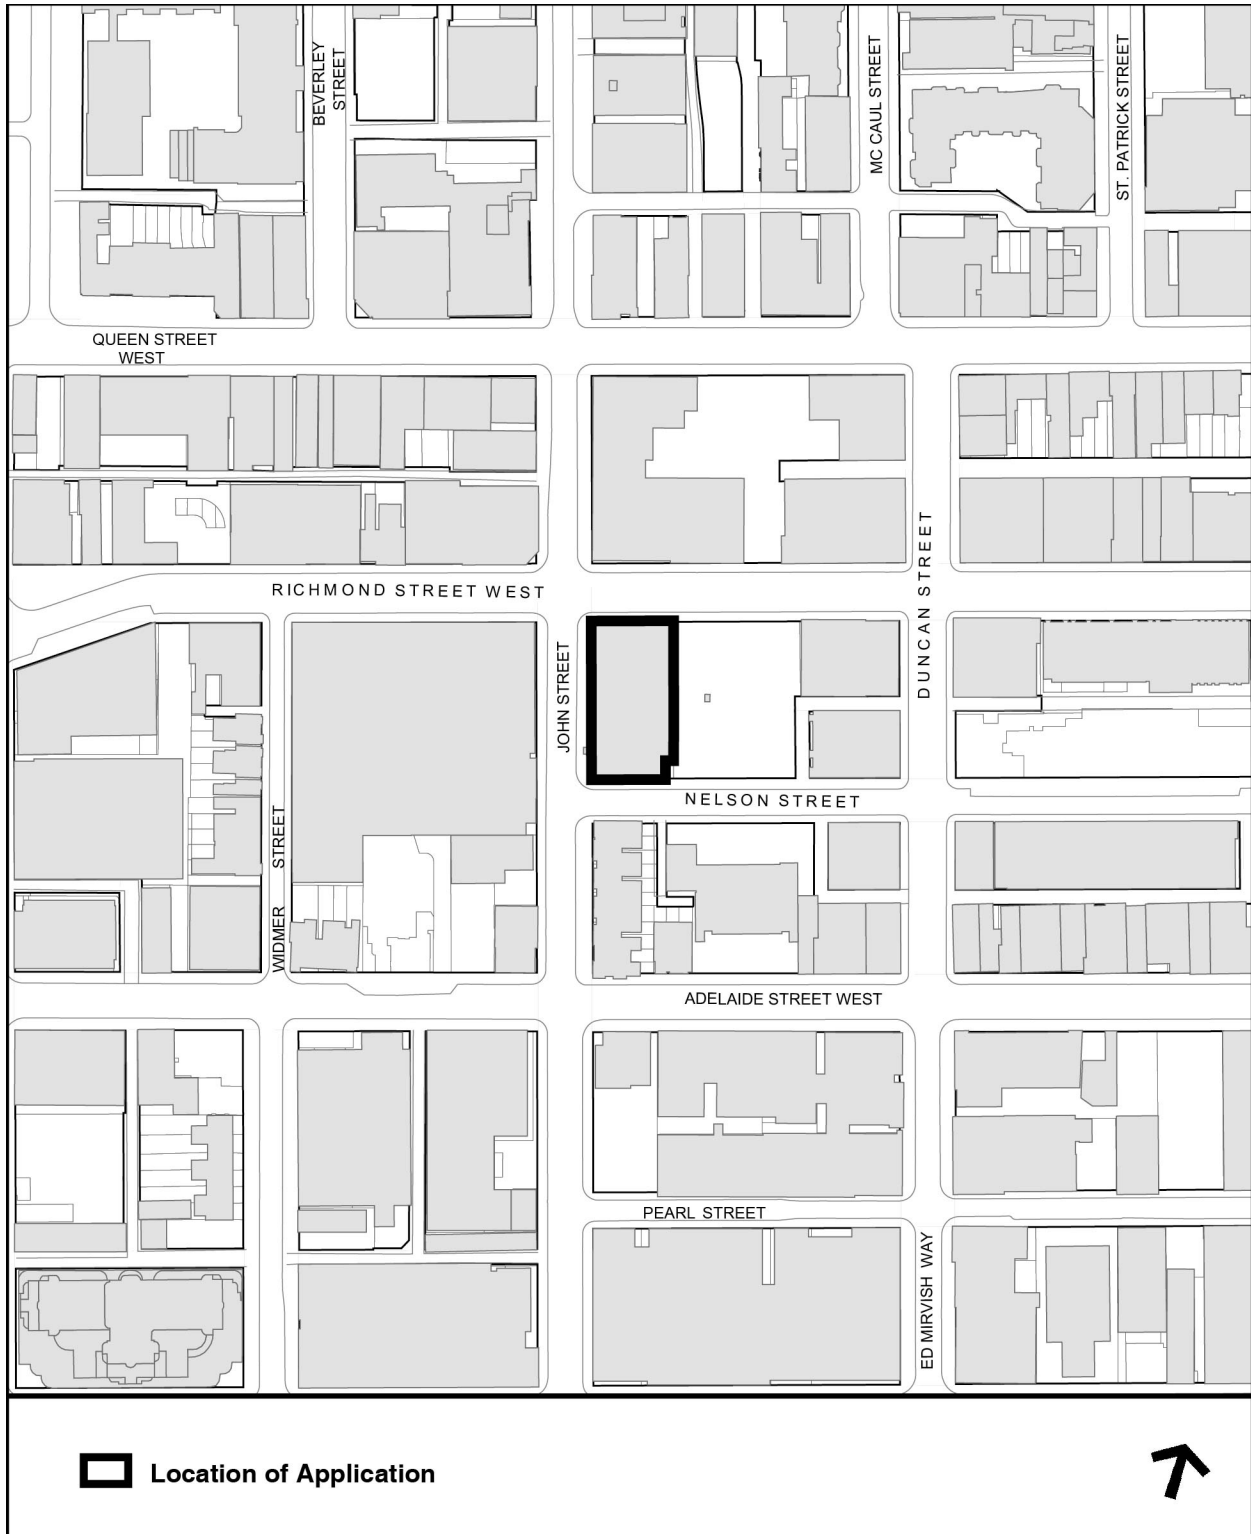 BEVERLEY
STREET
MC CAUL STREET
ST. PATRICK STREET
QUEEN STREET
WEST
DUNCAN STREET
RICHMOND STREET WEST
JOHN STREET
NELSON STREET
WIDMER STREET
ADELAIDE STREET WEST
PEARL STREET
ED MIRVISH WAY
Location of Application